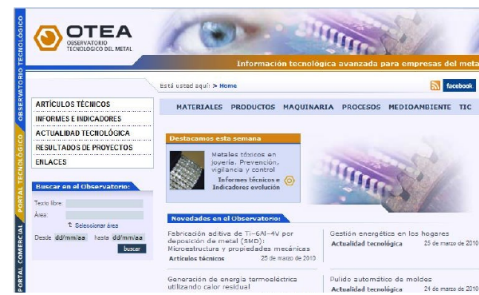 OTEA
OBSERVATORIO
TECNOLÓGICO DEL METAL
Información tecnológica avanzada para empresas del meta
OBSERVATORIO TECNOLÓGICO
PORTAL TECNOLÓGICO
PORTAL COMERCIAL
Está usted aquí: > Home
facebook
ARTÍCULOS TÉCNICOS
INFORMES E INDICADORES
ACTUALIDAD TECNOLÓGICA
RESULTADOS DE PROYECTOS
ENLACES
MATERIALES PRODUCTOS MAQUINARIA PROCESOS MEDIOAMBIENTE TIC
Destacamos esta semana
Metales tóxicos en
joyería. Prevención,
vigilancia y control
Informes técnicos e
Indicadores evolución
Buscar en el Observatorio:
Texto libre:
Área:
Seleccionar área
Desde dd/mm/aa hasta dd/mm/aa
buscar
Novedades en el Observatorio:
Fabricación aditiva de Ti-6Al-4V por
deposición de metal (SMD):
Microestructura y propiedades mecánicas
Artículos técnicos 25 de marzo de 2010
Gestión energética en los hogares
Actualidad tecnológica 25 de marzo de 2010
Generación de energía termoeléctrica
utilizando calor residual
Pulido automático de moldes
Actualidad tecnológica 24 de marzo de 2010